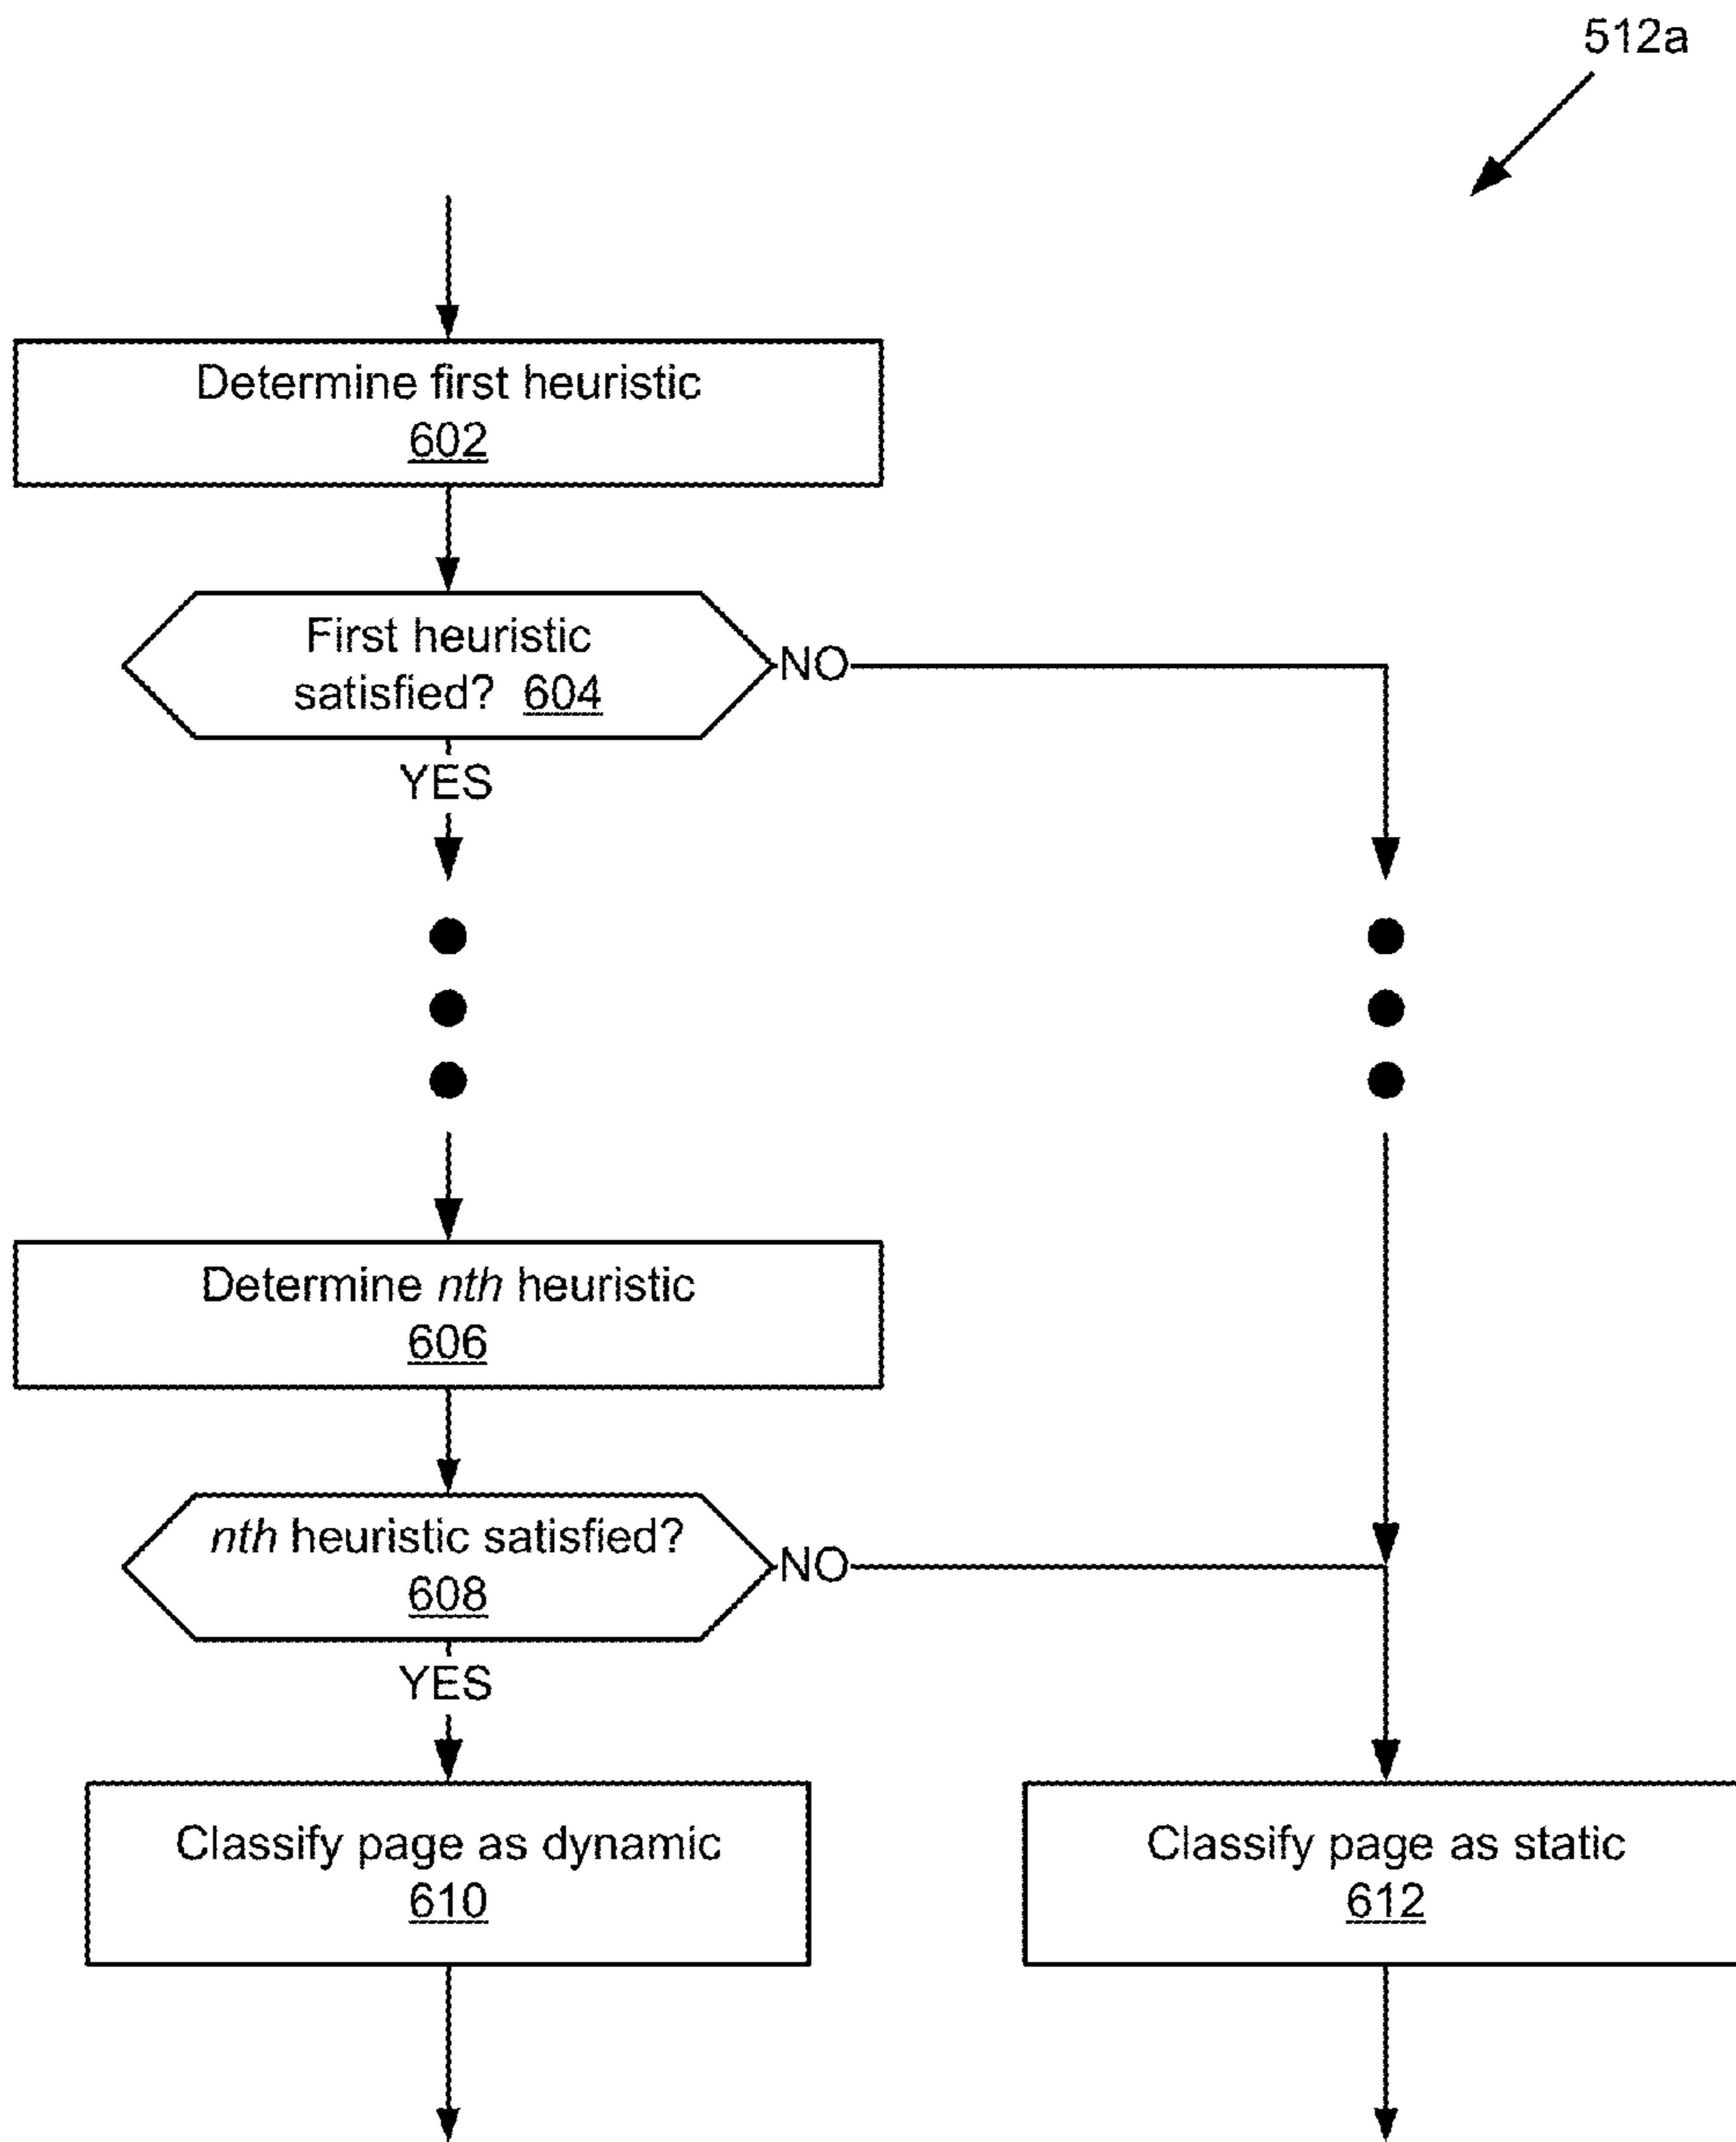 512a
Determine first heuristic
602
First heuristic
satisfied? 604
NO
YES
Determine nth heuristic
606
nth heuristic satisfied?
608
NO
YES
Classify page as dynamic
610
Classify page as static
612